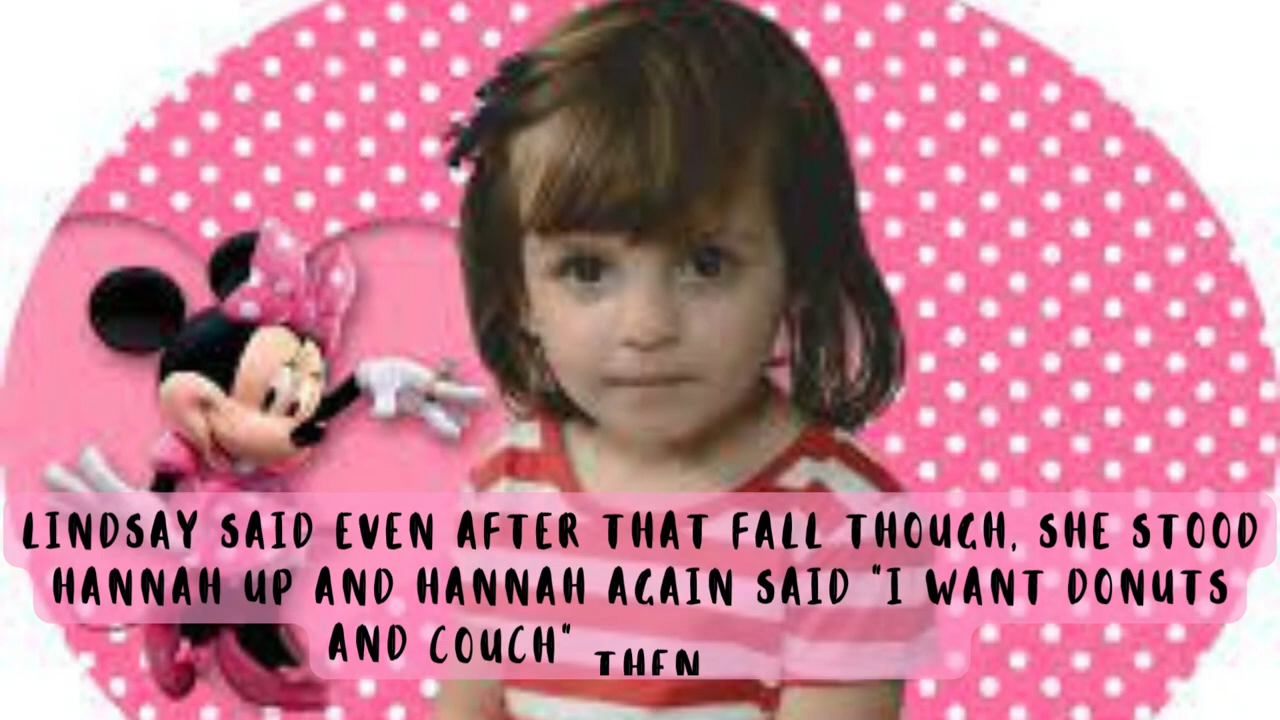 LINDSAY SAID EVEN AFTER THAT FALL THOUGH, SHE STOOD
HANNAH UP AND HANNAH AGAIN SAID "I WANT DONUTS
AND COUCH" THEN